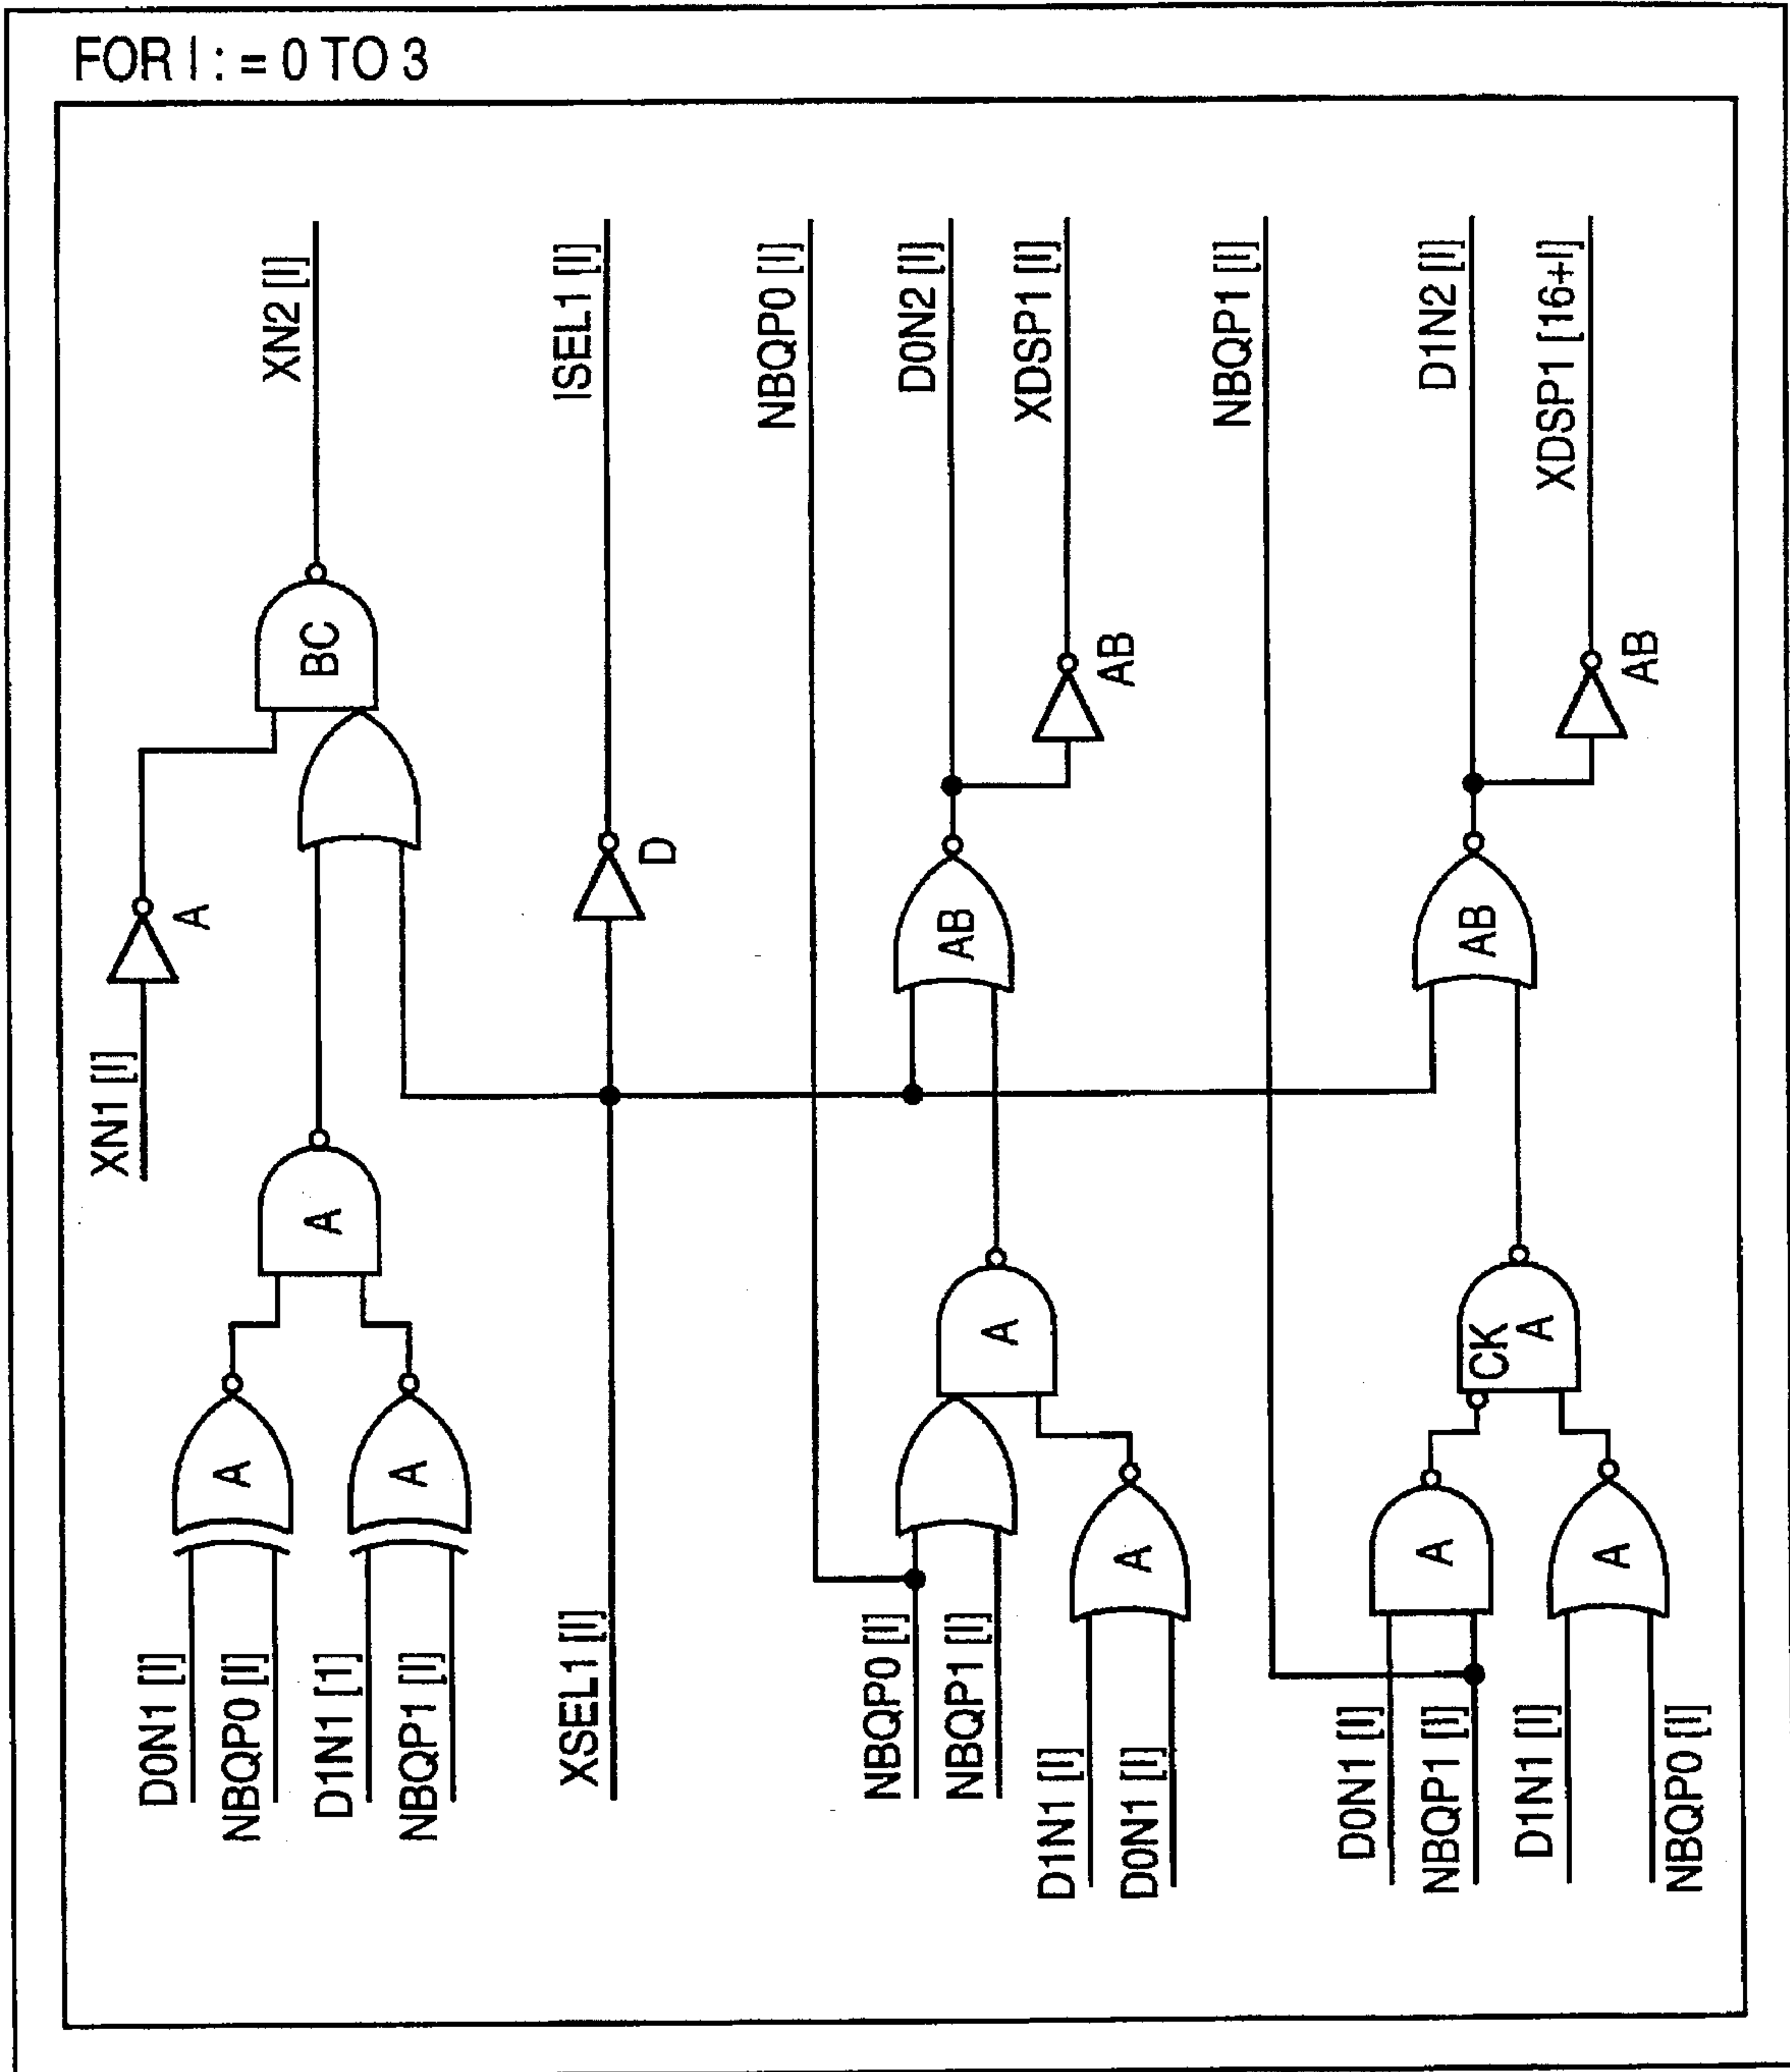 FOR I : = 0 TO 3
D0N1 [I]
NBQP0 [I]
D1N1 [1]
NBQP1 [I]
A
A
A
XN1 [I]
A
BC
XN2 [I]
XSEL1 [I]
D
ISEL1 [I]
NBQP0 [I]
NBQP1 [I]
D1N1 [I]
D0N1 [I]
A
A
AB
AB
NBQP0 [I]
D0N2 [I]
XDSP1 [I]
D0N1 [I]
NBQP1 [I]
D1N1 [I]
NBQP0 [I]
A
A
CK
A
AB
AB
NBQP1 [I]
D1N2 [I]
XDSP1 [16+I]